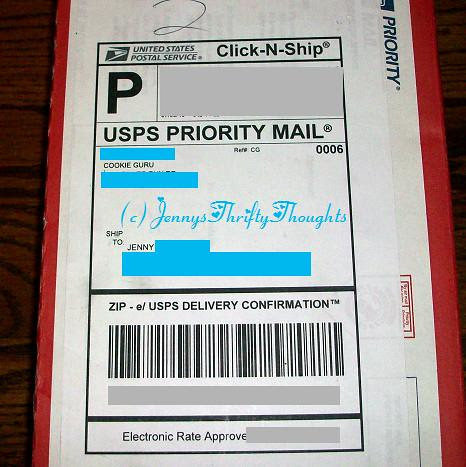 2
UNITED STATES
POSTAL SERVICE®
Click-N-Ship®
PRIORITY®
P
USPS PRIORITY MAIL®
Ref#: CG
0006
COOKIE GURU
(c) JennysThriftyThoughts
SHIP
TO:
JENNY
ZIP - e/ USPS DELIVERY CONFIRMATION™
Electronic Rate Approve